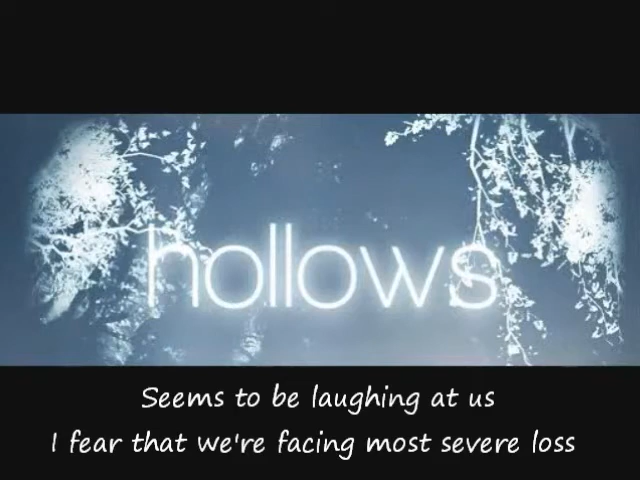 hollows
Seems to be laughing at us
I fear that we're facing most severe loss